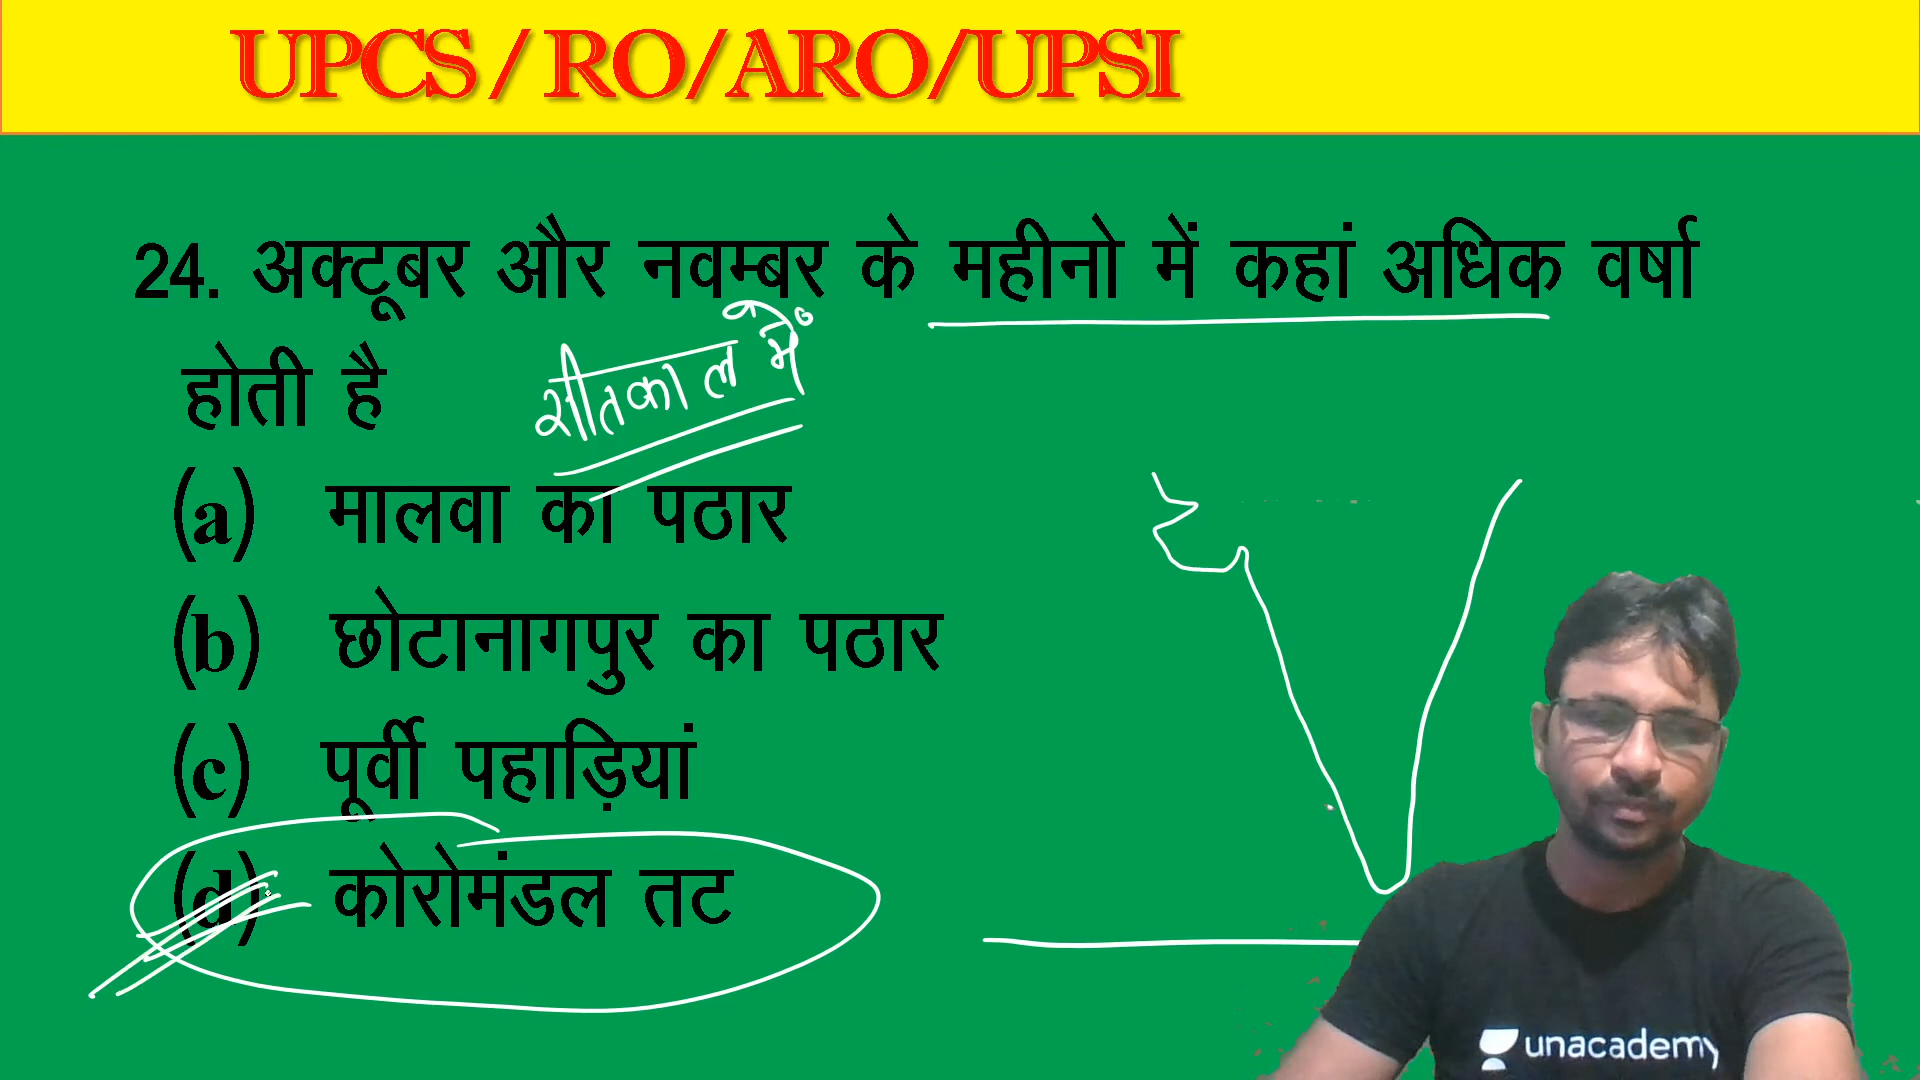 UPCS / RO/ARO/UPSI
24. अक्टूबर और नवम्बर के महीनो में कहां अधिक वर्षा
होती है
शीतकाल में
(a) मालवा का पठार
(b) छोटानागपुर का पठार
(c) पूर्वी पहाड़ियां
(d) कोरोमंडल तट
unacademy